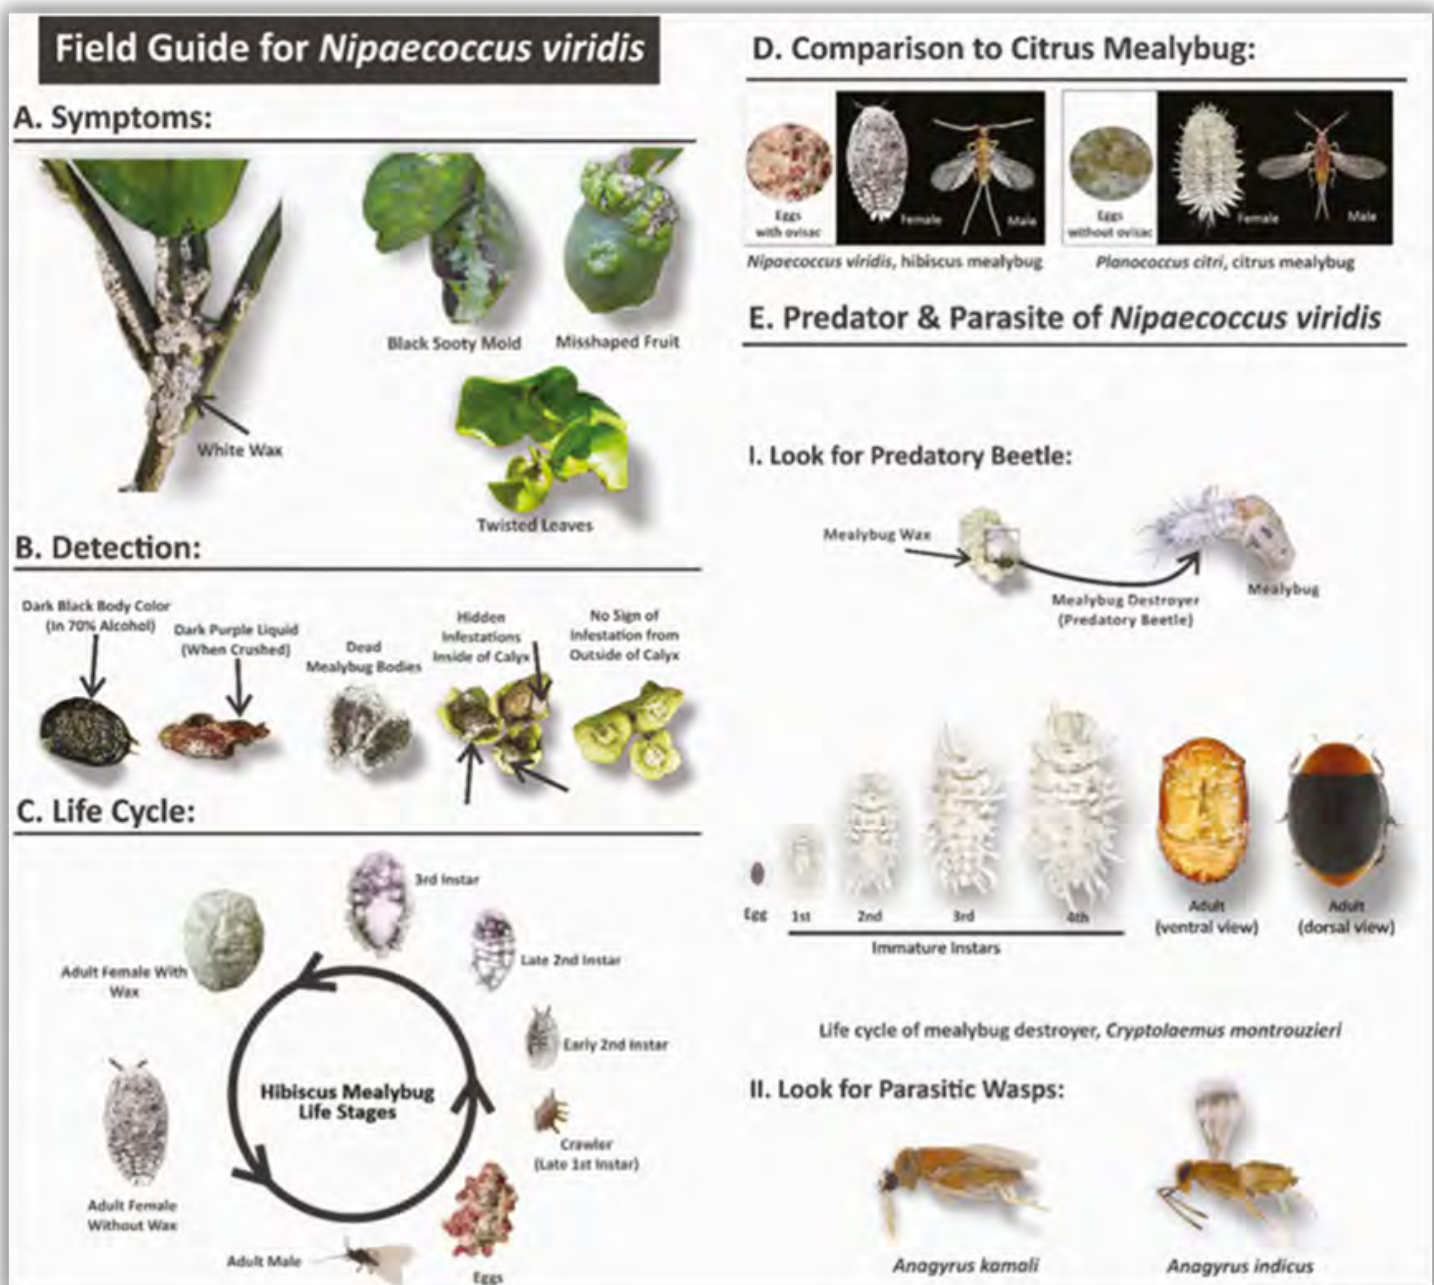 Field Guide for Nipaecoccus viridis
A. Symptoms:
White Wax
Black Sooty Mold
Misshaped Fruit
Twisted Leaves
B. Detection:
Dark Black Body Color
(In 70% Alcohol)
Dark Purple Liquid
(When Crushed)
Dead
Mealybug Bodies
Hidden
Infestations
Inside of Calyx
No Sign of
Infestation from
Outside of Calyx
C. Life Cycle:
3rd Instar
Late 2nd Instar
Early 2nd Instar
Crawler
(Late 1st Instar)
Eggs
Adult Male
Adult Female
Without Wax
Adult Female With
Wax
Hibiscus Mealybug
Life Stages
D. Comparison to Citrus Mealybug:
Eggs
with ovisac
Female
Male
Nipaecoccus viridis, hibiscus mealybug
Eggs
without ovisac
Female
Male
Planococcus citri, citrus mealybug
E. Predator & Parasite of Nipaecoccus viridis
I. Look for Predatory Beetle:
Mealybug Wax
Mealybug Destroyer
(Predatory Beetle)
Mealybug
Egg
1st
2nd
3rd
4th
Immature Instars
Adult
(ventral view)
Adult
(dorsal view)
Life cycle of mealybug destroyer, Cryptolaemus montrouzieri
II. Look for Parasitic Wasps:
Anagyrus kamali
Anagyrus indicus